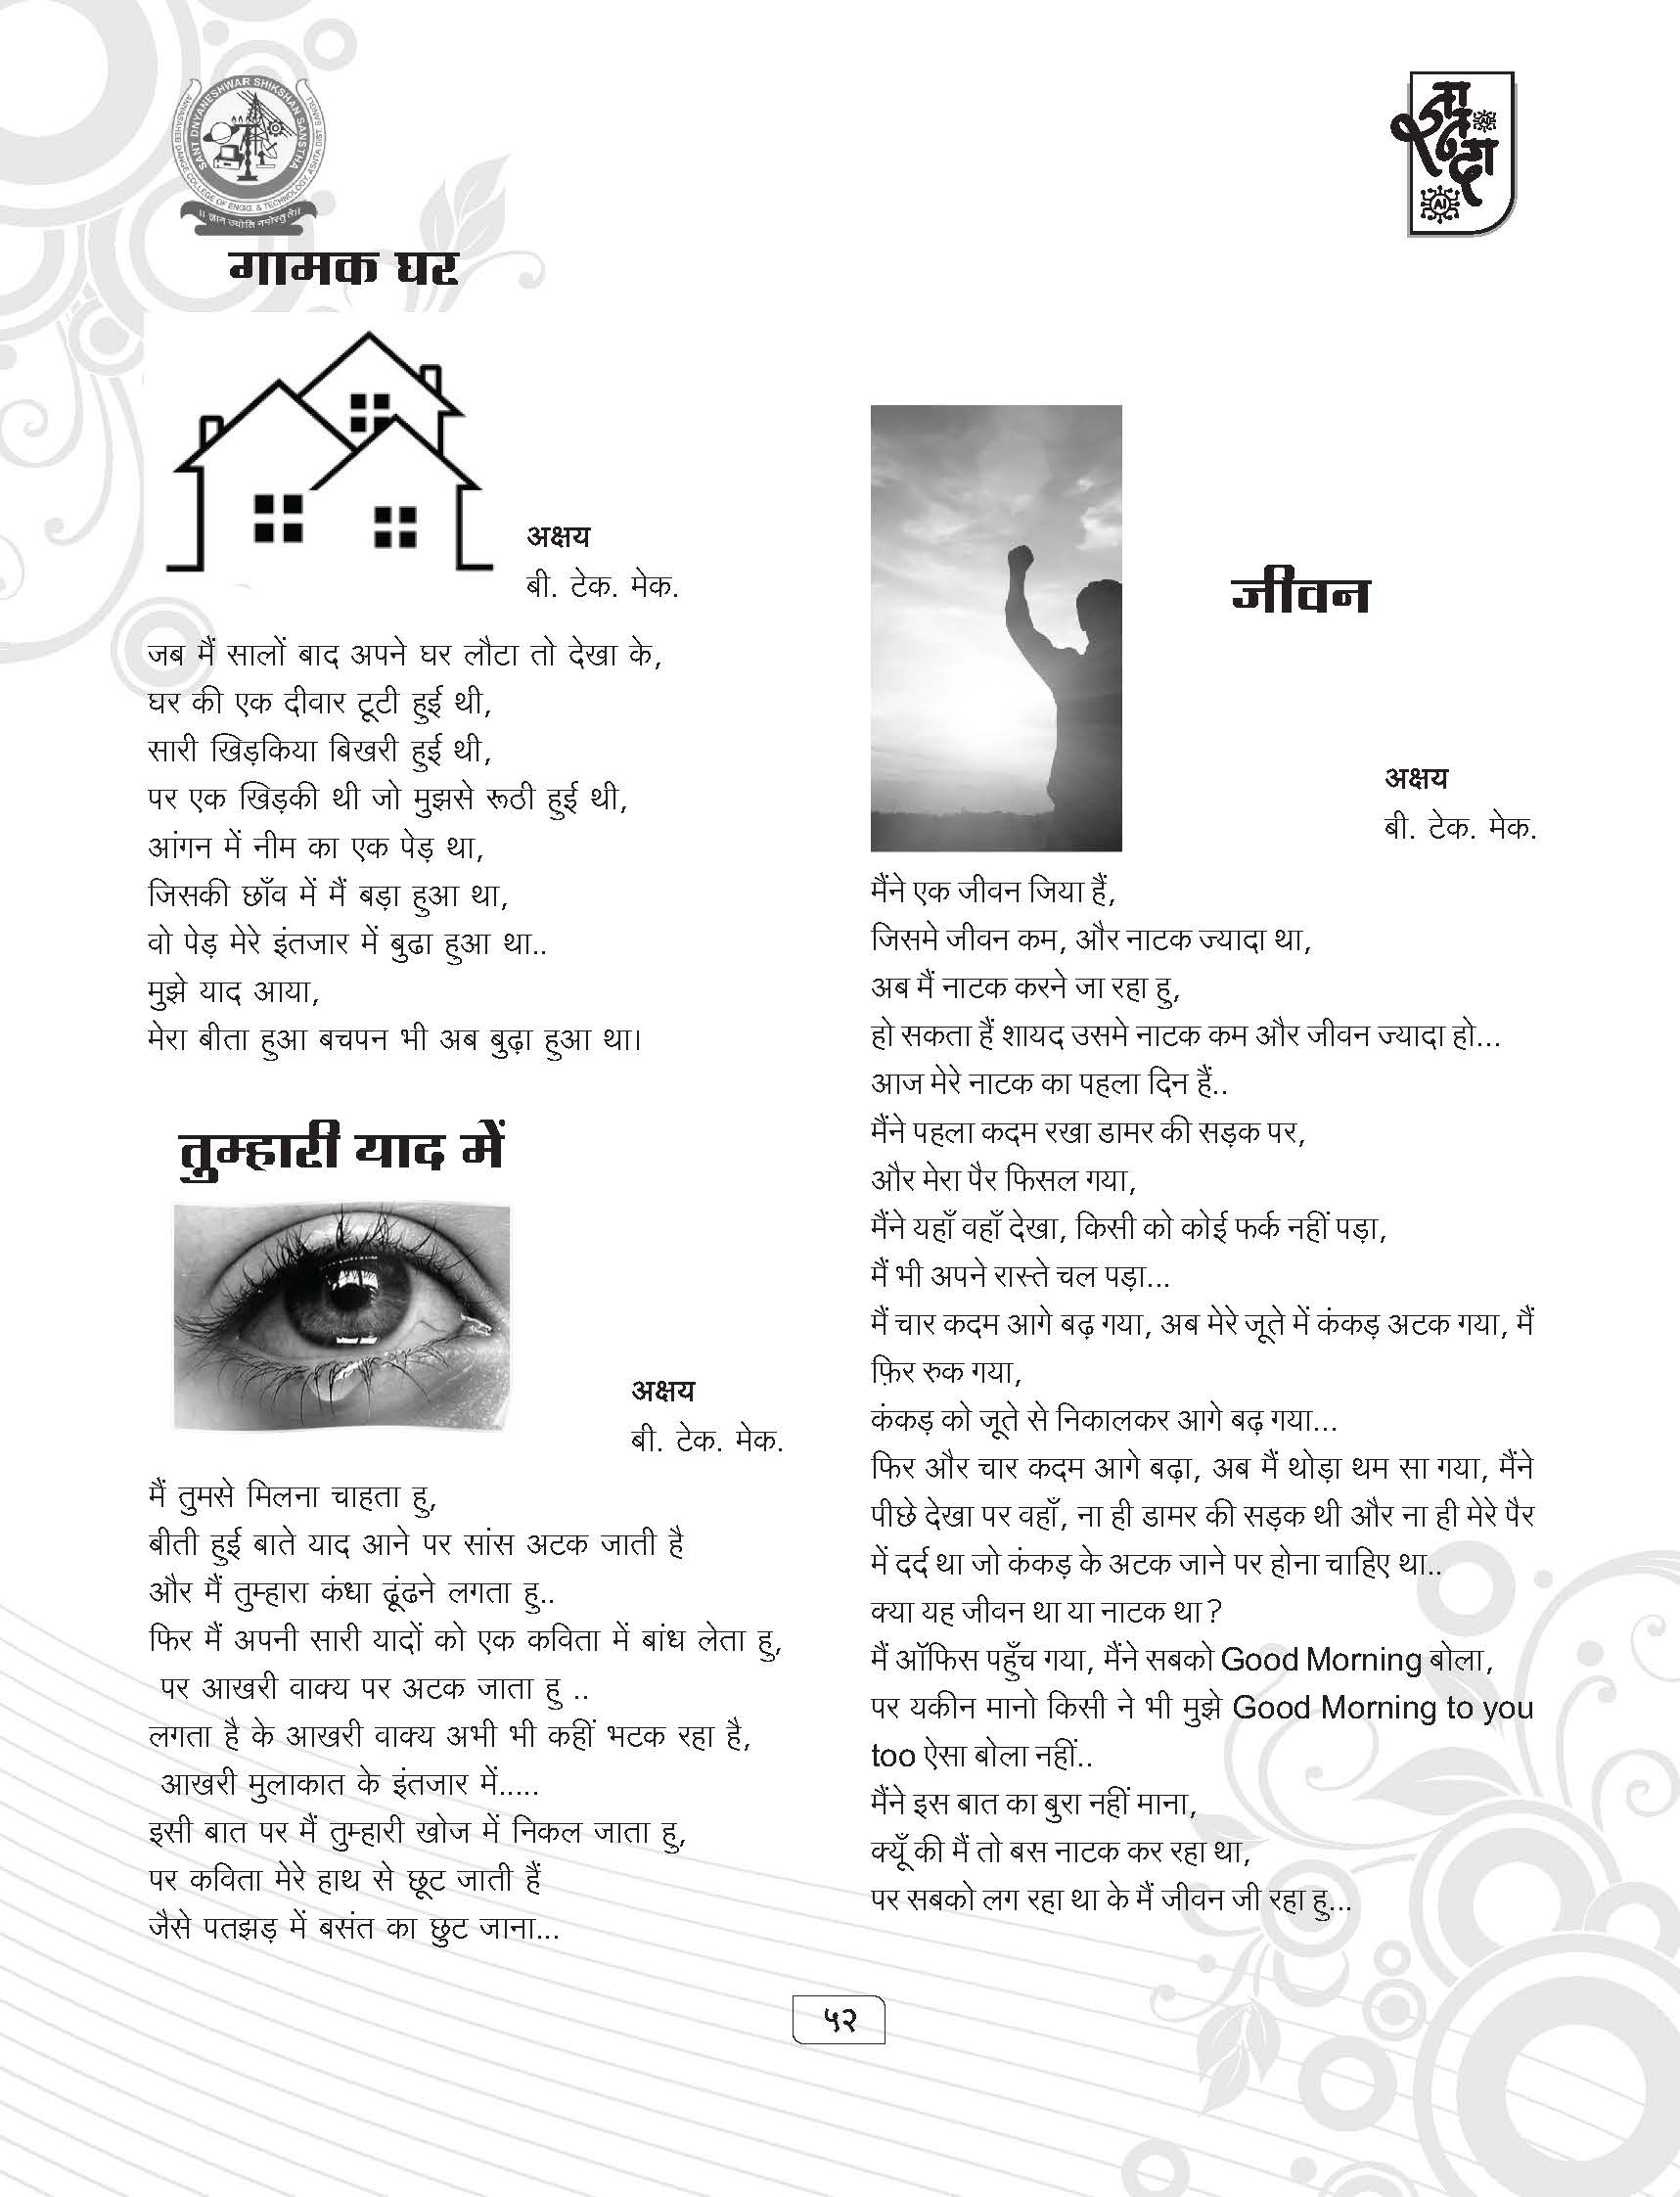 SANT DNYANESHWAR SHIKSHAN SANSTHA
ANNASAHEB DANGE COLLEGE OF ENGG. & TECHNOLOGY, ASHTA DIST. SANGLI
॥ ज्ञान ज्योति नमोस्तुते॥
AI
गामक घर
अक्षय
बी. टेक. मेक.
जब मैं सालों बाद अपने घर लौटा तो देखा के,
घर की एक दीवार टूटी हुई थी,
सारी खिड़किया बिखरी हुई थी,
पर एक खिड़की थी जो मुझसे रूठी हुई थी,
आंगन में नीम का एक पेड़ था,
जिसकी छाँव में मैं बड़ा हुआ था,
वो पेड़ मेरे इंतजार में बुढा हुआ था..
मुझे याद आया,
मेरा बीता हुआ बचपन भी अब बुढ़ा हुआ था।
तुम्हारी याद में
अक्षय
बी. टेक. मेक.
मैं तुमसे मिलना चाहता हु,
बीती हुई बाते याद आने पर सांस अटक जाती है
और मैं तुम्हारा कंधा ढूंढने लगता हु..
फिर मैं अपनी सारी यादों को एक कविता में बांध लेता हु,
पर आखरी वाक्य पर अटक जाता हु ..
लगता है के आखरी वाक्य अभी भी कहीं भटक रहा है,
आखरी मुलाकात के इंतजार में.....
इसी बात पर मैं तुम्हारी खोज में निकल जाता हु,
पर कविता मेरे हाथ से छूट जाती हैं
जैसे पतझड़ में बसंत का छुट जाना...
जीवन
अक्षय
बी. टेक. मेक.
मैंने एक जीवन जिया हैं,
जिसमे जीवन कम, और नाटक ज्यादा था,
अब मैं नाटक करने जा रहा हु,
हो सकता हैं शायद उसमे नाटक कम और जीवन ज्यादा हो...
आज मेरे नाटक का पहला दिन हैं..
मैंने पहला कदम रखा डामर की सड़क पर,
और मेरा पैर फिसल गया,
मैंने यहाँ वहाँ देखा, किसी को कोई फर्क नहीं पड़ा,
मैं भी अपने रास्ते चल पड़ा...
मैं चार कदम आगे बढ़ गया, अब मेरे जूते में कंकड़ अटक गया, मैं
फ़िर रुक गया,
कंकड़ को जूते से निकालकर आगे बढ़ गया...
फिर और चार कदम आगे बढ़ा, अब मैं थोड़ा थम सा गया, मैंने
पीछे देखा पर वहाँ, ना ही डामर की सड़क थी और ना ही मेरे पैर
में दर्द था जो कंकड़ के अटक जाने पर होना चाहिए था..
क्या यह जीवन था या नाटक था?
मैं ऑफिस पहुँच गया, मैंने सबको Good Morning बोला,
पर यकीन मानो किसी ने भी मुझे Good Morning to you
too ऐसा बोला नहीं..
मैंने इस बात का बुरा नहीं माना,
क्यूँ की मैं तो बस नाटक कर रहा था,
पर सबको लग रहा था के मैं जीवन जी रहा हु...
५२